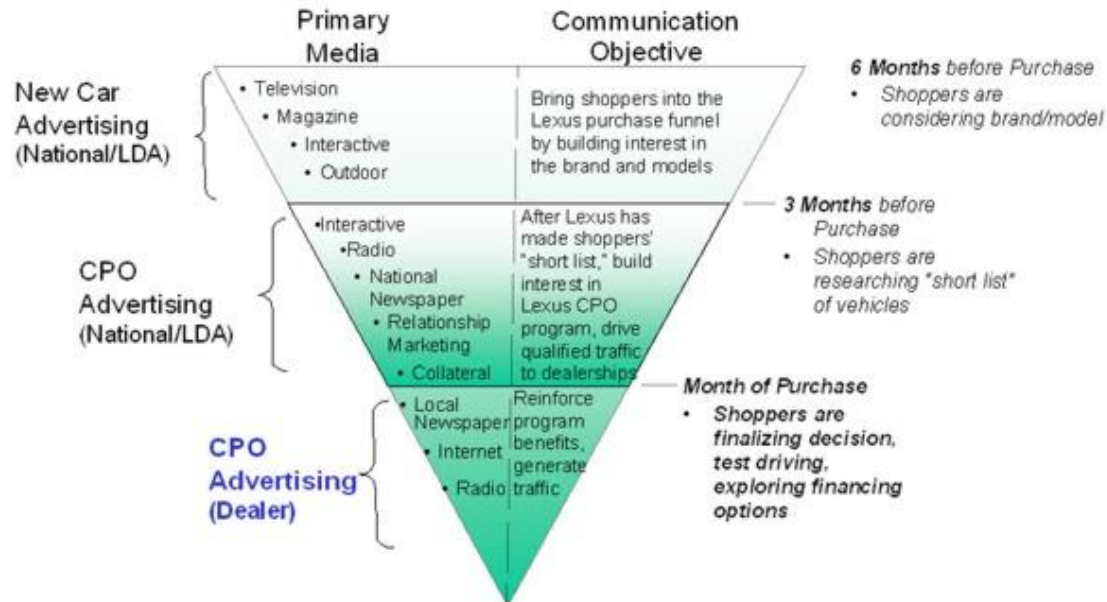 Primary
Media
Communication
Objective
New Car
Advertising
(National/LDA)
• Television
• Magazine
• Interactive
• Outdoor
Bring shoppers into the
Lexus purchase funnel
by building interest in
the brand and models
6 Months before Purchase
• Shoppers are
considering brand/model
CPO
Advertising
(National/LDA)
•Interactive
•Radio
• National
Newspaper
• Relationship
Marketing
• Collateral
After Lexus has
made shoppers'
"short list," build
interest in
Lexus CPO
program, drive
qualified traffic
to dealerships
3 Months before
Purchase
• Shoppers are
researching "short list"
of vehicles
CPO
Advertising
(Dealer)
• Local
Newspaper
• Internet
• Radio
Reinforce
program
benefits,
generate
traffic
Month of Purchase
• Shoppers are
finalizing decision,
test driving,
exploring financing
options